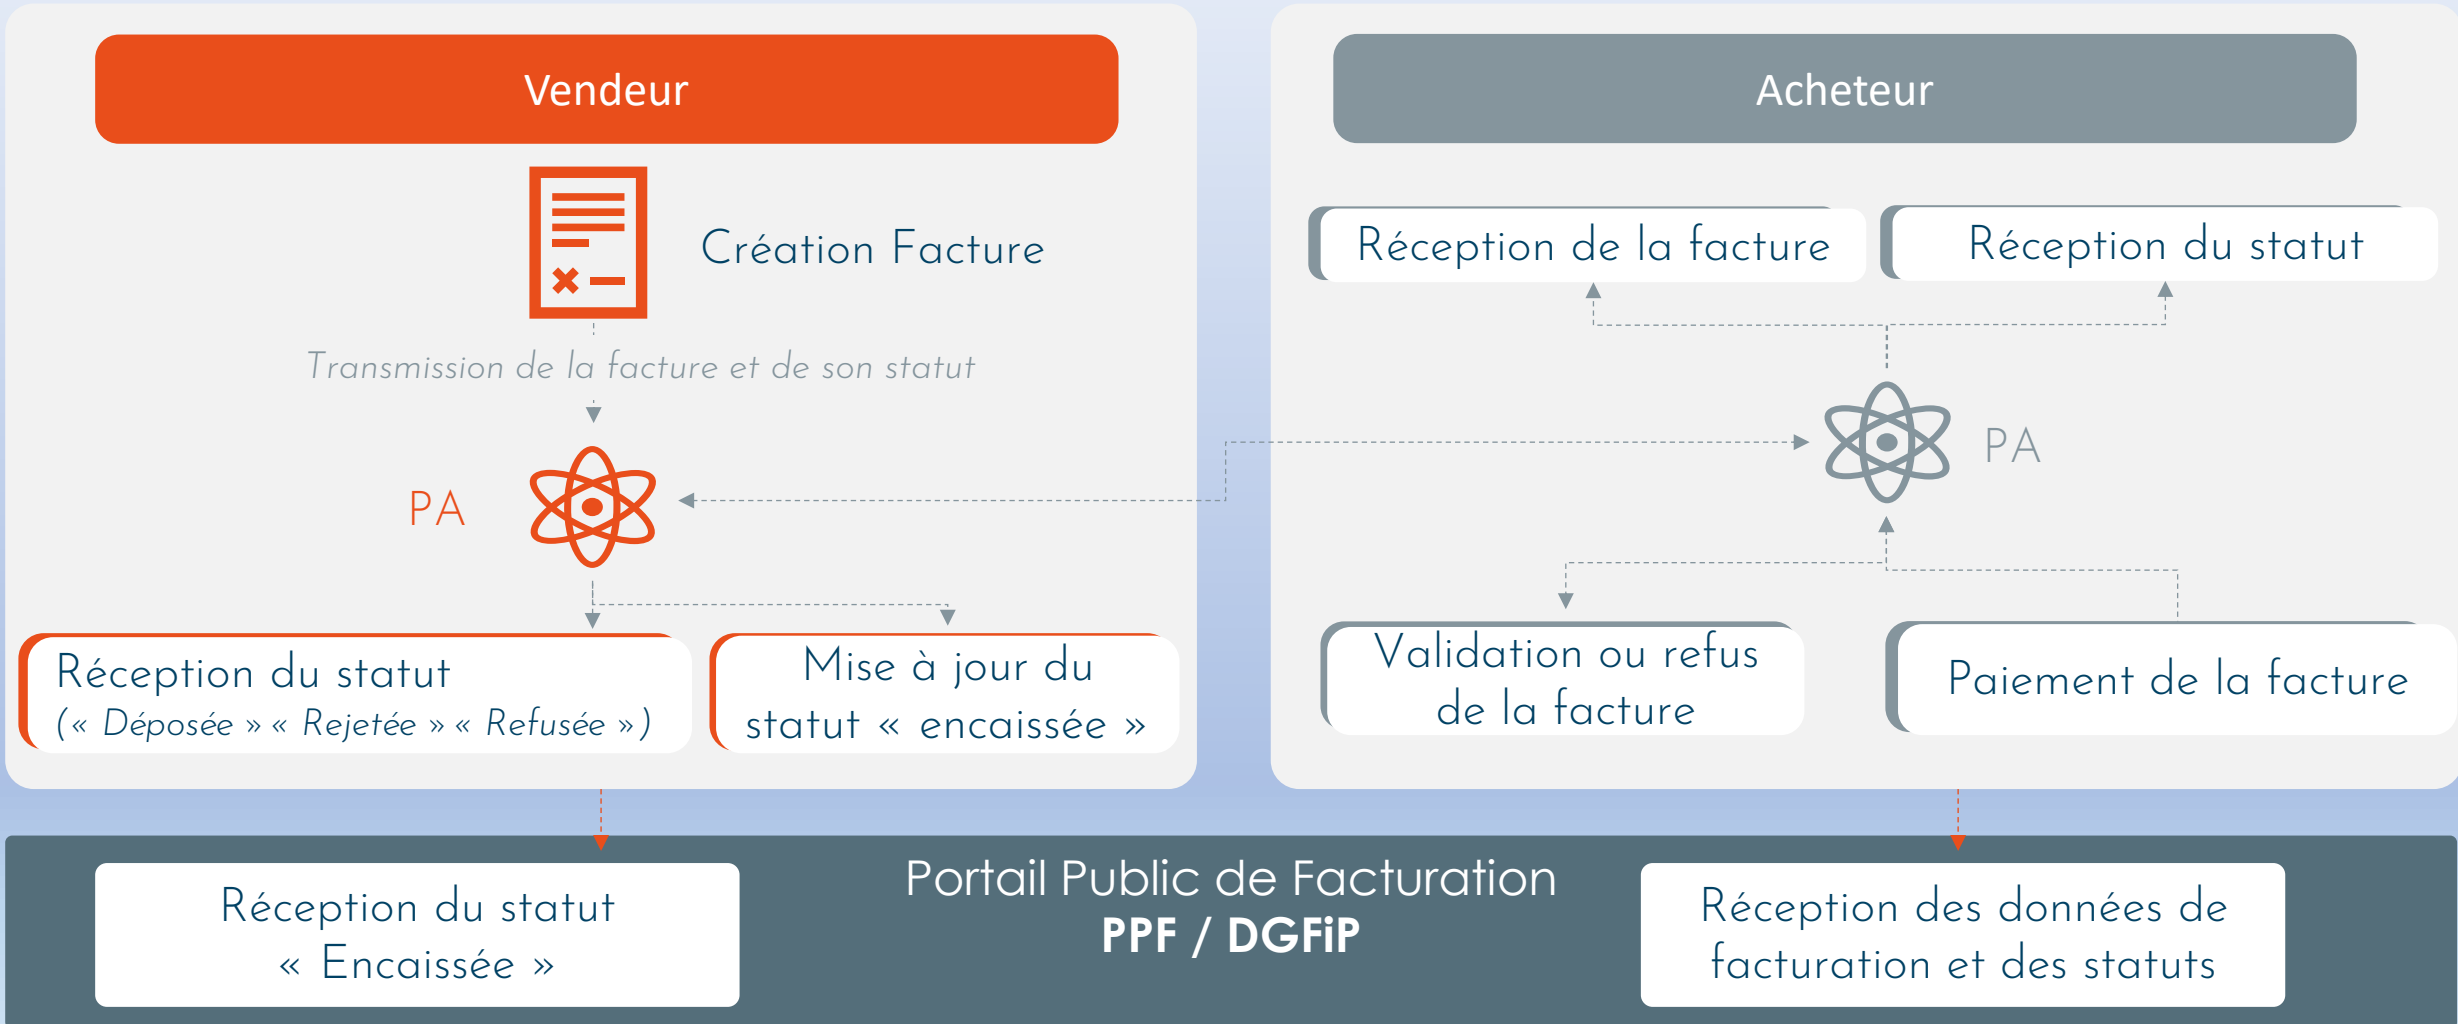 Vendeur
Création Facture
Transmission de la facture et de son statut
PA
Réception du statut
(« Déposée » « Rejetée » « Refusée »)
Mise à jour du
statut « encaissée »
Acheteur
Réception de la facture
Réception du statut
PA
Validation ou refus
de la facture
Paiement de la facture
Portail Public de Facturation
PPF / DGFiP
Réception du statut
« Encaissée »
Réception des données de
facturation et des statuts